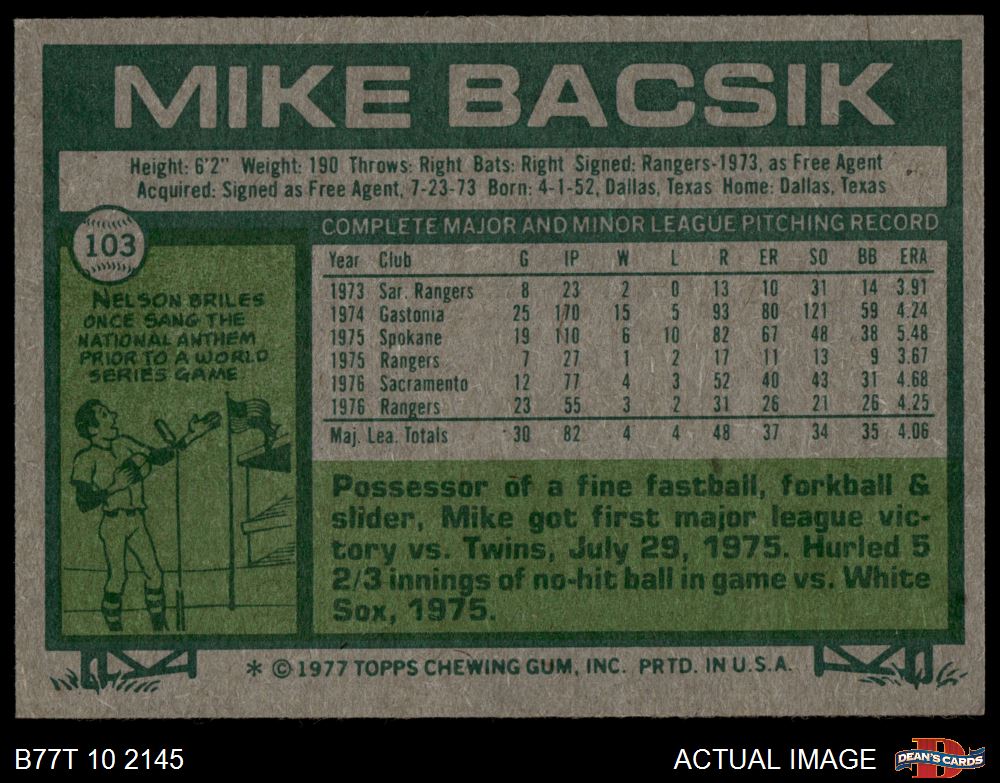 MIKE BACSIK
Height: 6'2" Weight: 190 Throws: Right Bats: Right Signed: Rangers-1973, as Free Agent
Acquired: Signed as Free Agent, 7-23-73 Born: 4-1-52, Dallas, Texas Home: Dallas, Texas
103
NELSON BRILES
ONCE SANG THE
NATIONAL ANTHEM
PRIOR TO A WORLD
SERIES GAME
COMPLETE MAJOR AND MINOR LEAGUE PITCHING RECORD
Year Club G IP W L R ER SO BB ERA
1973 Sar. Rangers 8 23 2 0 13 10 31 14 3.91
1974 Gastonia 25 170 15 5 93 80 121 59 4.24
1975 Spokane 19 110 6 10 82 67 48 38 5.48
1975 Rangers 7 27 1 2 17 11 13 9 3.67
1976 Sacramento 12 77 4 3 52 40 43 31 4.68
1976 Rangers 23 55 3 2 31 26 21 26 4.25
Maj. Lea. Totals 30 82 4 4 48 37 34 35 4.06
Possessor of a fine fastball, forkball &
slider, Mike got first major league vic-
tory vs. Twins, July 29, 1975. Hurled 5
2/3 innings of no-hit ball in game vs. White
Sox, 1975.
* © 1977 TOPPS CHEWING GUM, INC. PRTD. IN U.S.A.
B77T 10 2145
ACTUAL IMAGE
DEAN'S CARDS